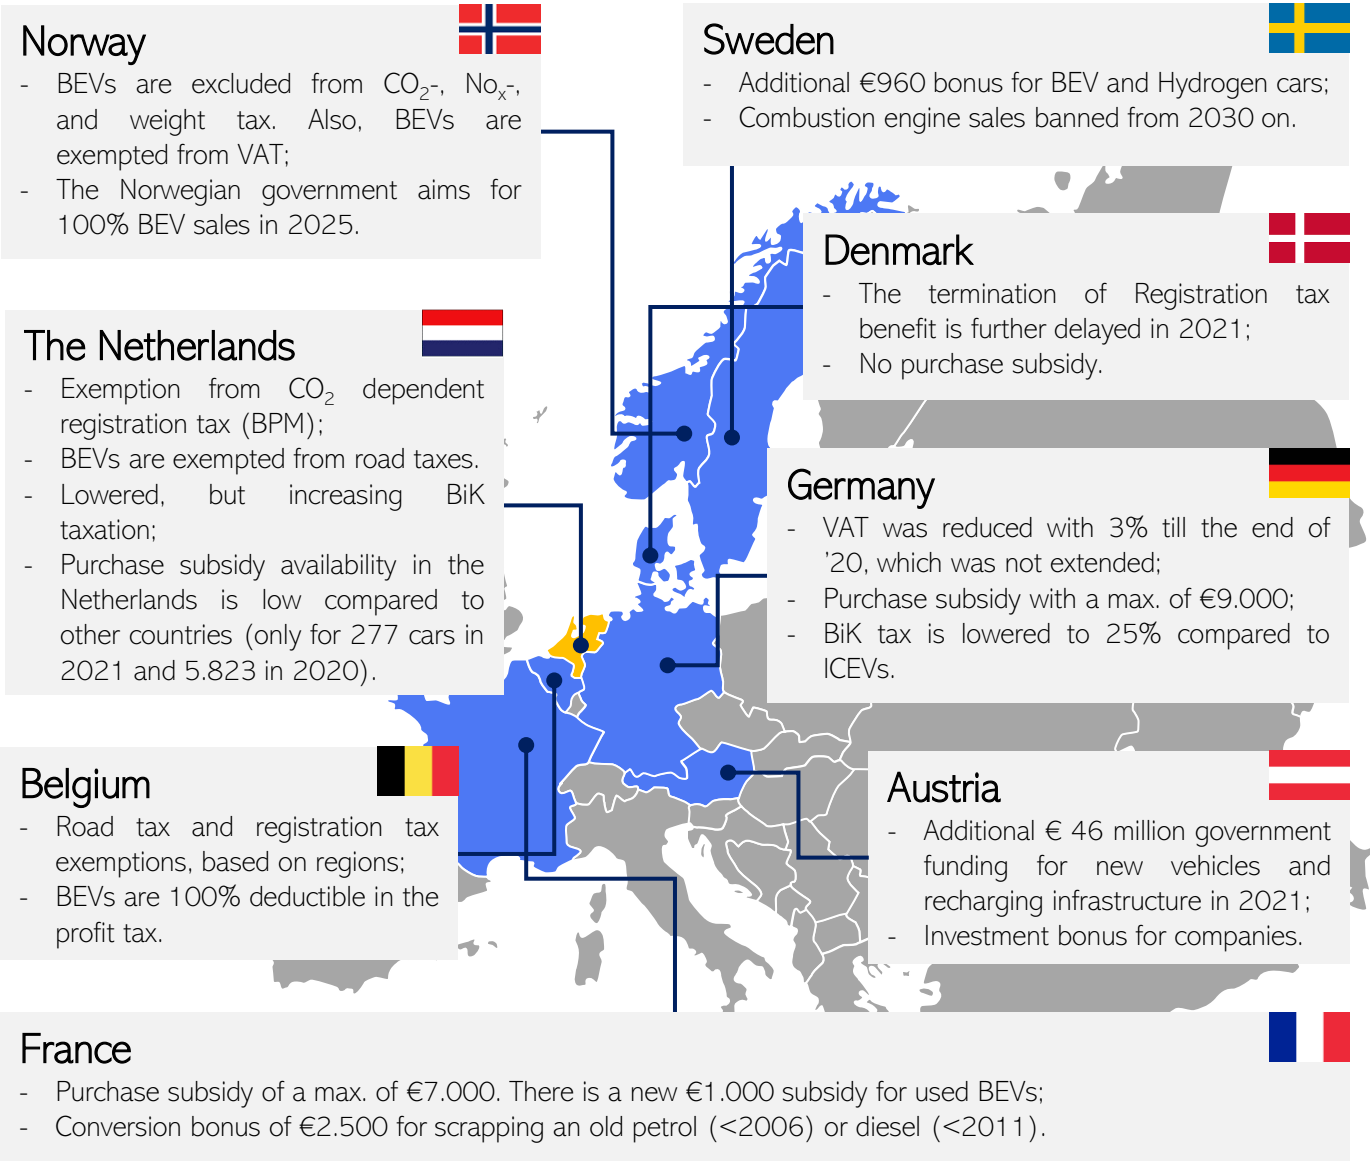 Norway
- BEVs are excluded from CO₂-, Noₓ-,
and weight tax. Also, BEVs are
exempted from VAT;
- The Norwegian government aims for
100% BEV sales in 2025.
Sweden
- Additional €960 bonus for BEV and Hydrogen cars;
- Combustion engine sales banned from 2030 on.
Denmark
- The termination of Registration tax
benefit is further delayed in 2021;
- No purchase subsidy.
The Netherlands
- Exemption from CO₂ dependent
registration tax (BPM);
- BEVs are exempted from road taxes.
- Lowered, but increasing BiK
taxation;
- Purchase subsidy availability in the
Netherlands is low compared to
other countries (only for 277 cars in
2021 and 5.823 in 2020).
Germany
- VAT was reduced with 3% till the end of
'20, which was not extended;
- Purchase subsidy with a max. of €9.000;
- BiK tax is lowered to 25% compared to
ICEVs.
Belgium
- Road tax and registration tax
exemptions, based on regions;
- BEVs are 100% deductible in the
profit tax.
Austria
- Additional € 46 million government
funding for new vehicles and
recharging infrastructure in 2021;
- Investment bonus for companies.
France
- Purchase subsidy of a max. of €7.000. There is a new €1.000 subsidy for used BEVs;
- Conversion bonus of €2.500 for scrapping an old petrol (<2006) or diesel (<2011).